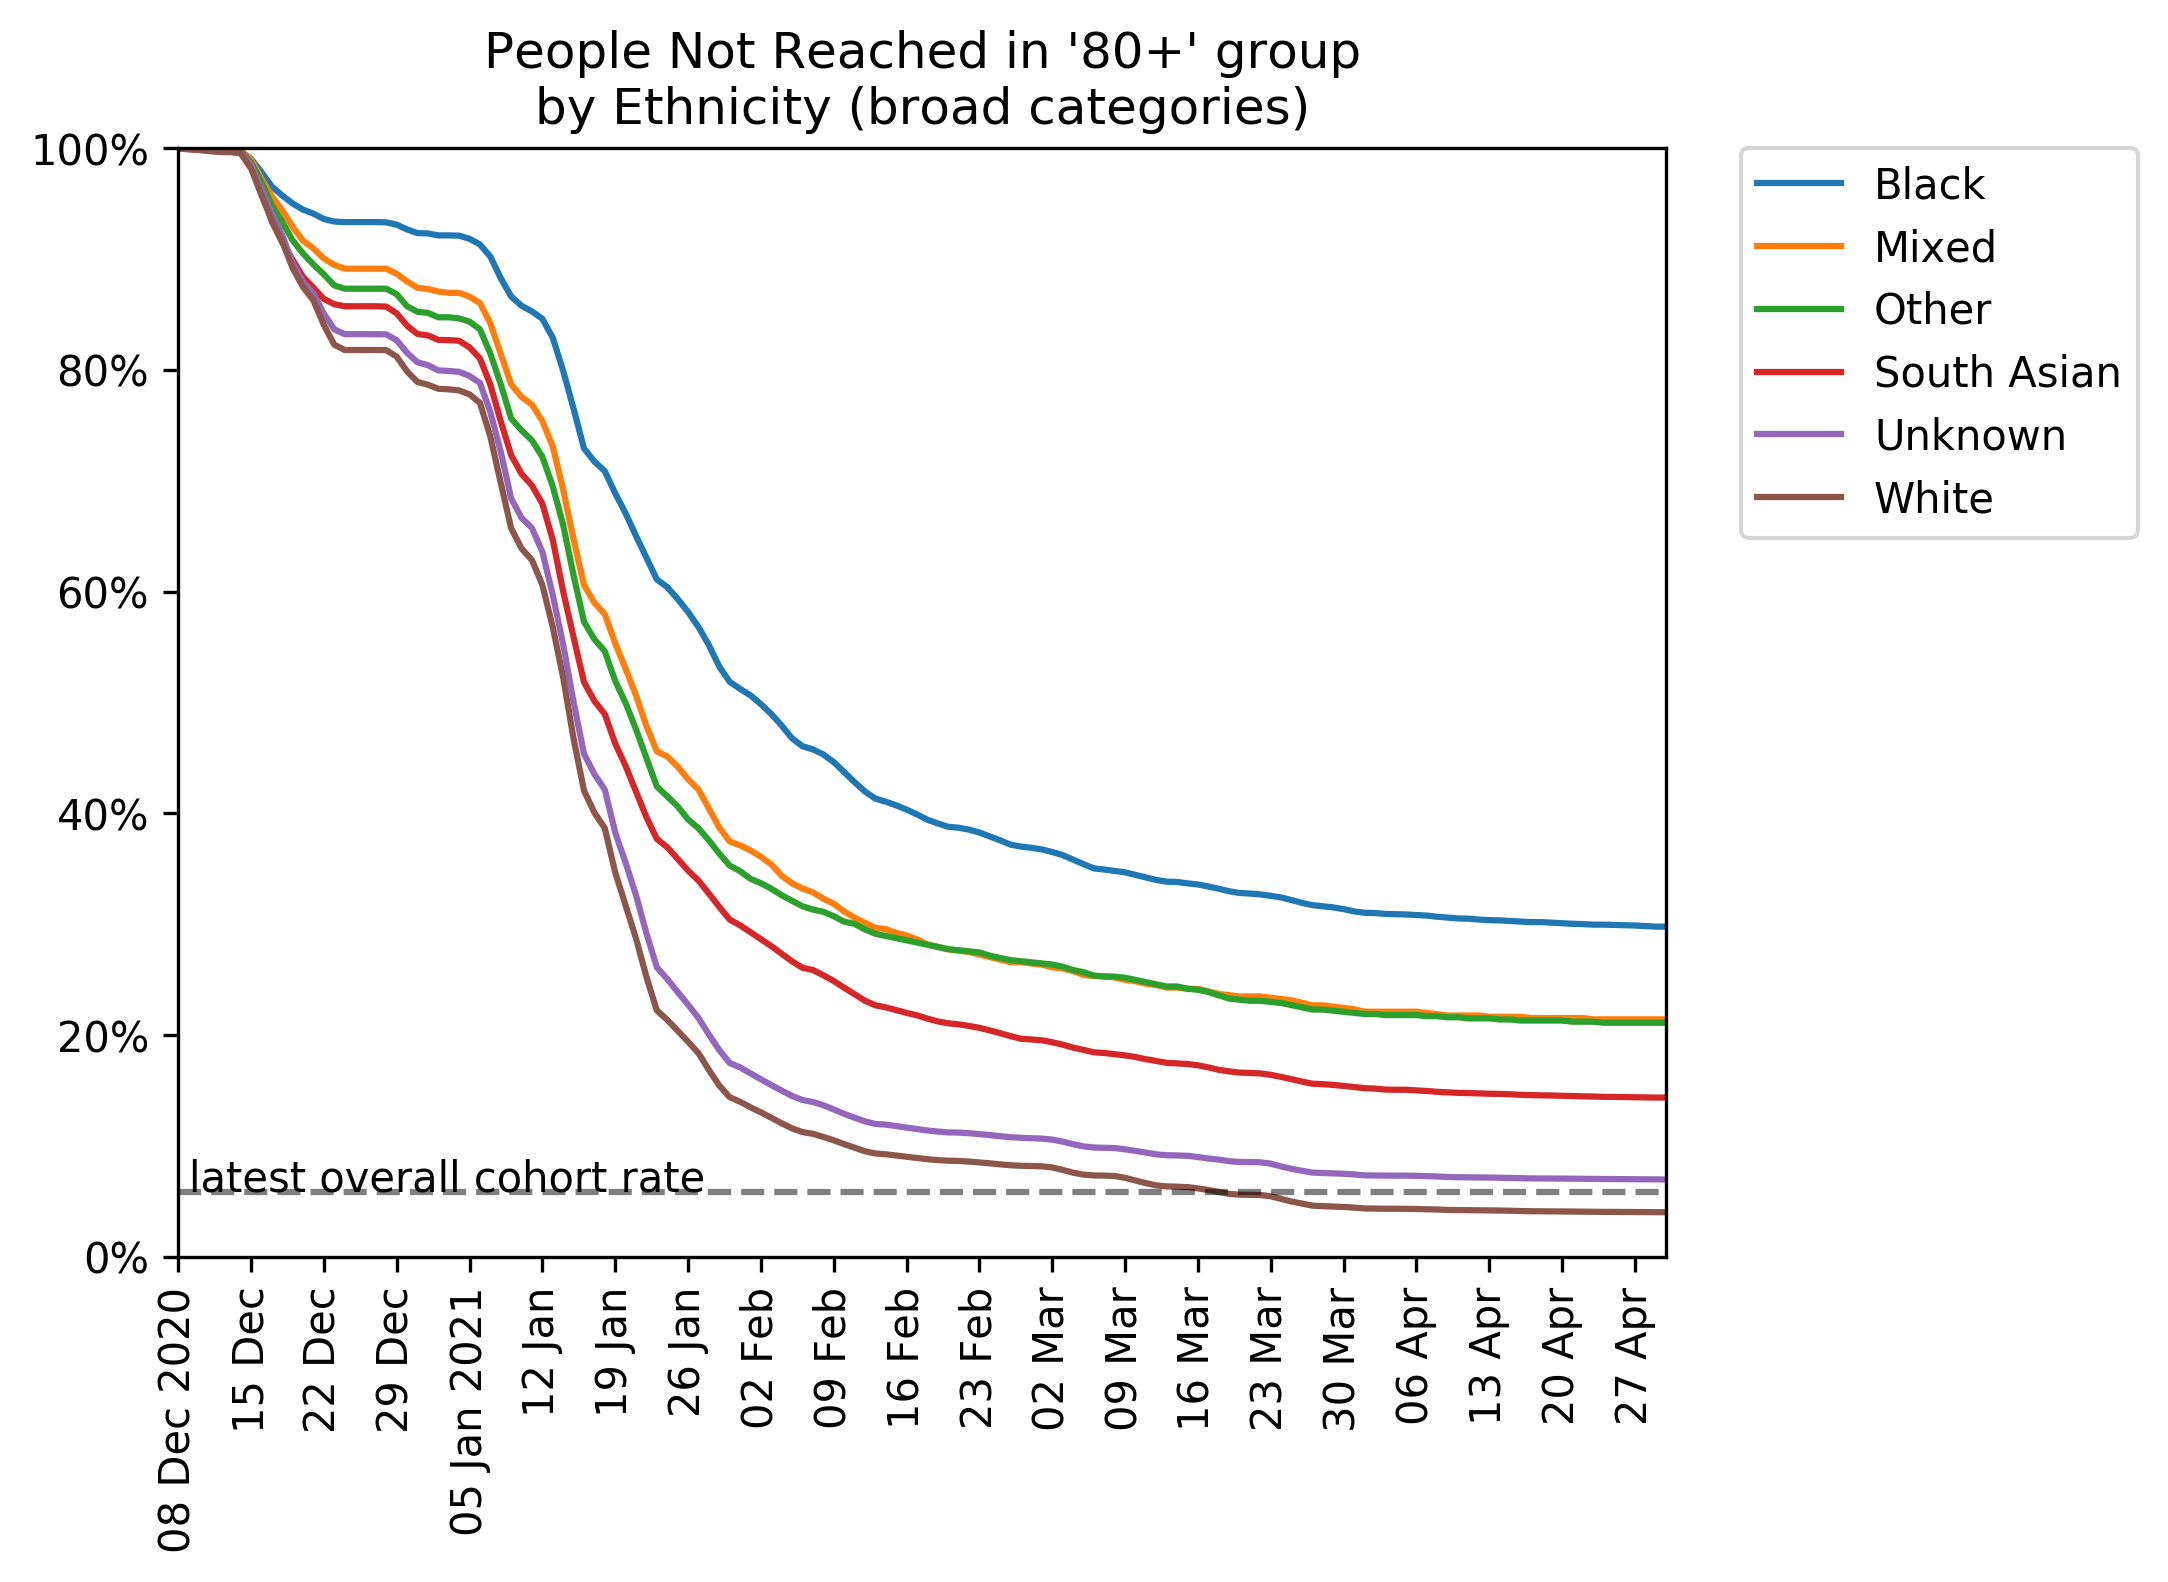 People Not Reached in '80+' group
by Ethnicity (broad categories)
100%
80%
60%
40%
20%
0%
latest overall cohort rate
08 Dec 2020
15 Dec
22 Dec
29 Dec
05 Jan 2021
12 Jan
19 Jan
26 Jan
02 Feb
09 Feb
16 Feb
23 Feb
02 Mar
09 Mar
16 Mar
23 Mar
30 Mar
06 Apr
13 Apr
20 Apr
27 Apr
Black
Mixed
Other
South Asian
Unknown
White